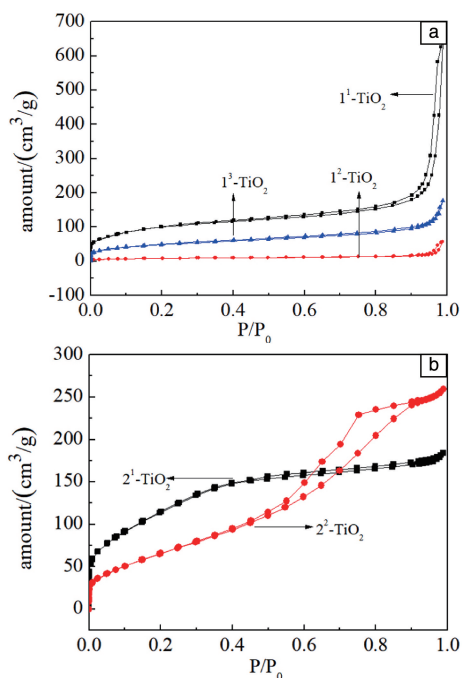 a
700
600
500
400
300
200
100
0
-100
amount/(cm³/g)
1¹-TiO₂
1³-TiO₂
1²-TiO₂
0.0 0.2 0.4 0.6 0.8 1.0
P/P₀
b
300
250
200
150
100
50
0
amount/(cm³/g)
2¹-TiO₂
2²-TiO₂
0.0 0.2 0.4 0.6 0.8 1.0
P/P₀